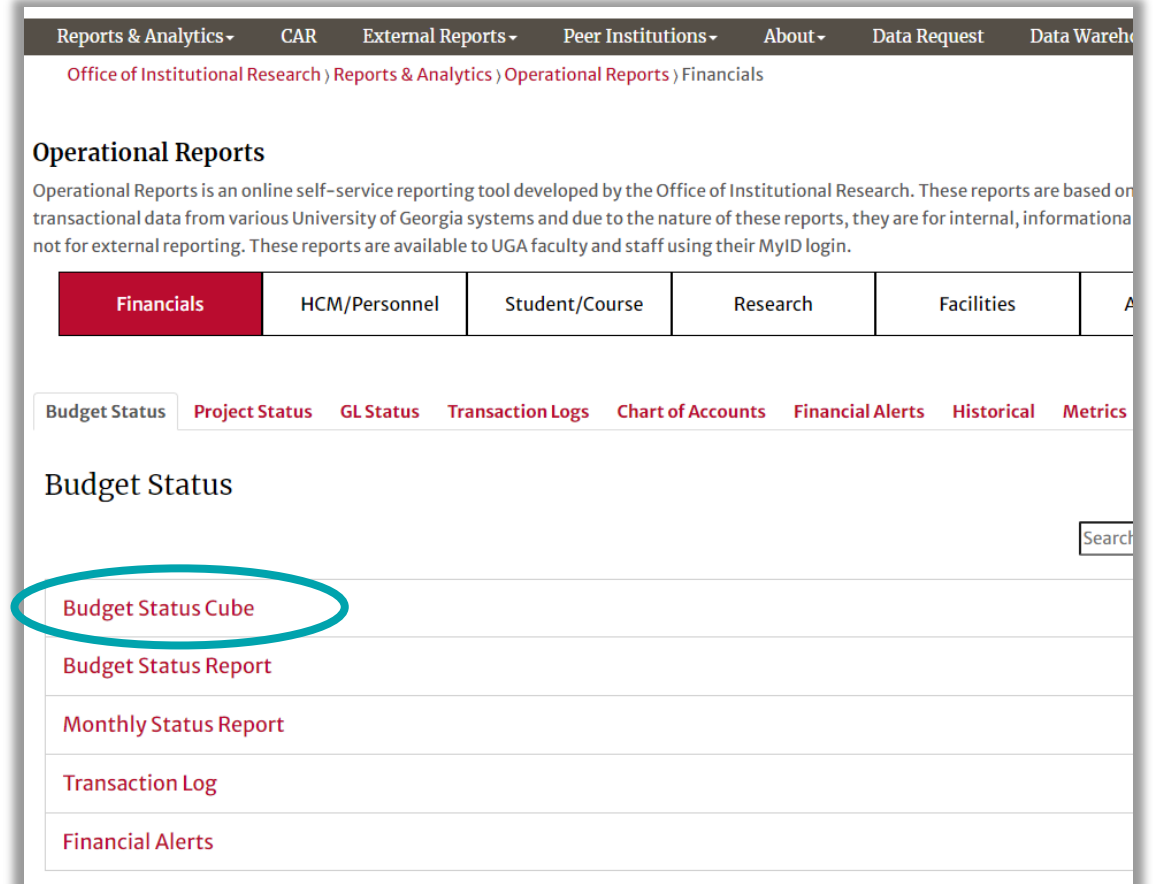 Reports & Analytics CAR External Reports Peer Institutions About Data Request Data
Office of Institutional Research ⟩ Reports & Analytics ⟩ Operational Reports ⟩ Financials
Operational Reports
Operational Reports is an online self-service reporting tool developed by the Office of Institutional Research. These reports are based on
transactional data from various University of Georgia systems and due to the nature of these reports, they are for internal,
not for external reporting. These reports are available to UGA faculty and staff using their MyID login.
Financials HCM/Personnel Student/Course Research Facilities
Budget Status Project Status GL Status Transaction Logs Chart of Accounts Financial Alerts Historical Metrics
Budget Status
Search
Budget Status Cube
Budget Status Report
Monthly Status Report
Transaction Log
Financial Alerts